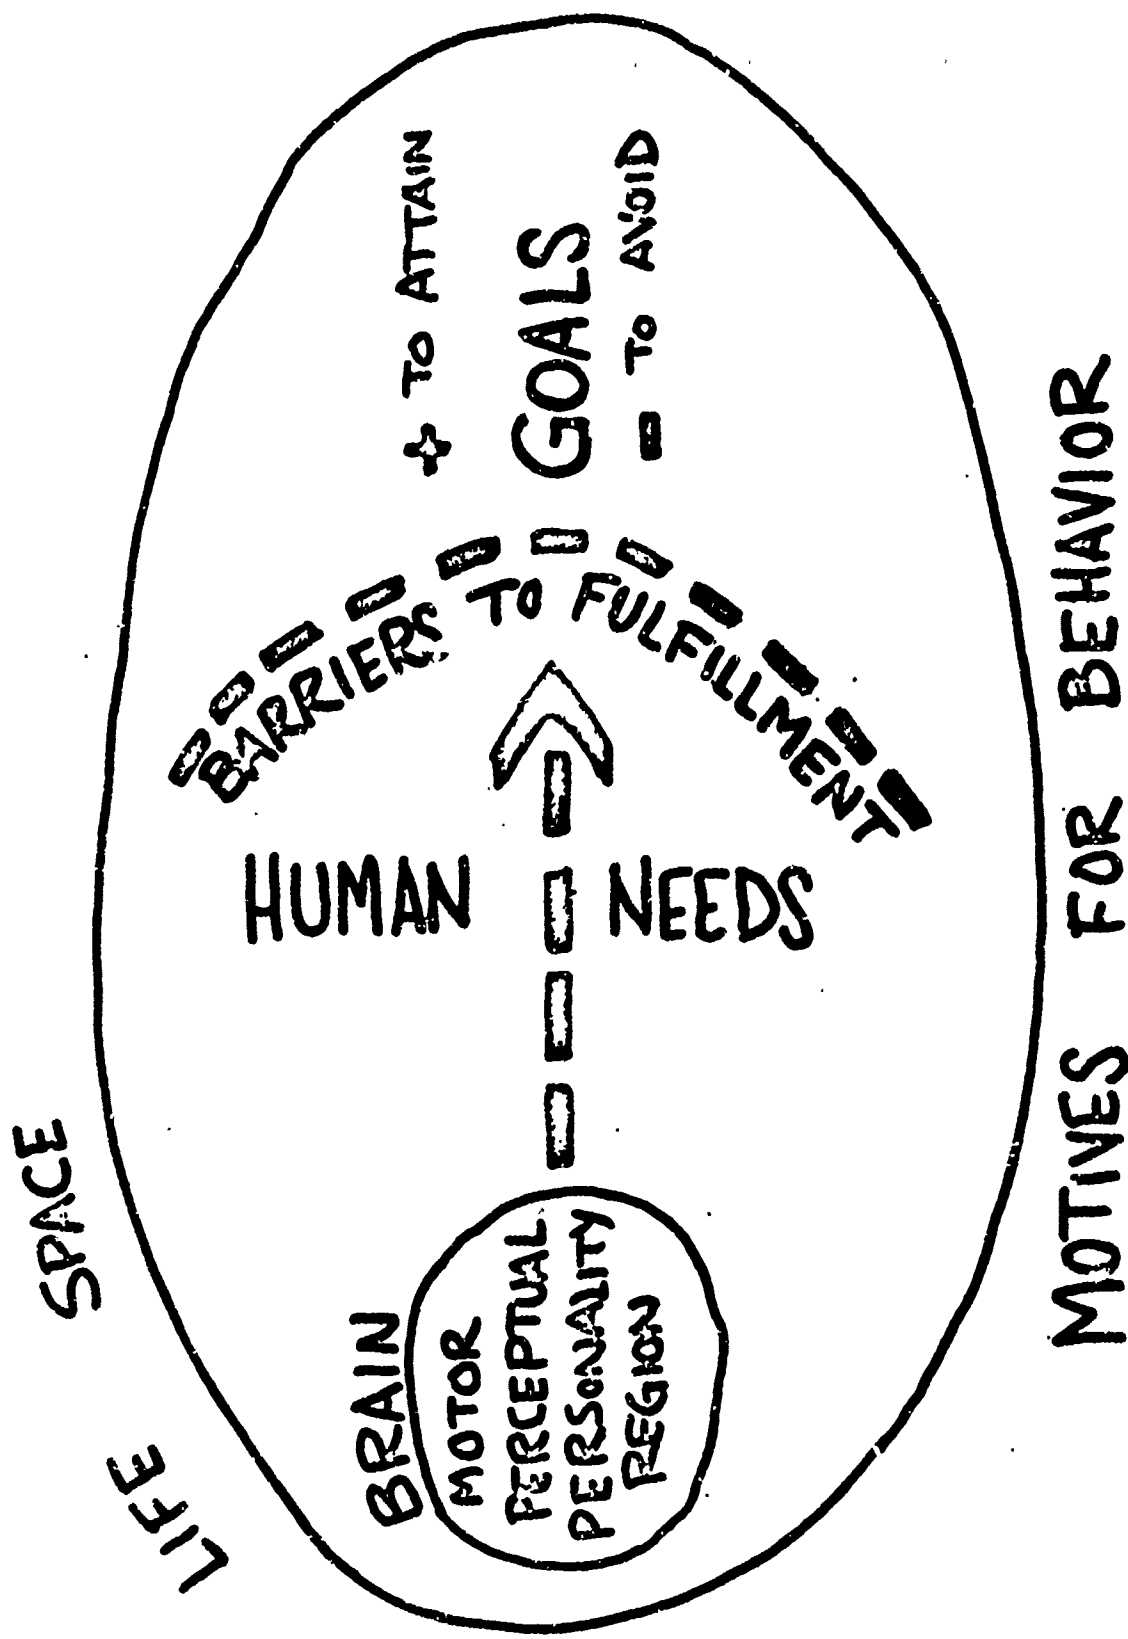 LIFE SPACE
BRAIN
MOTOR
PERCEPTUAL
PERSONALITY
REGION
HUMAN NEEDS
BARRIERS TO FULFILLMENT
+ TO ATTAIN
GOALS
- TO AVOID
MOTIVES FOR BEHAVIOR